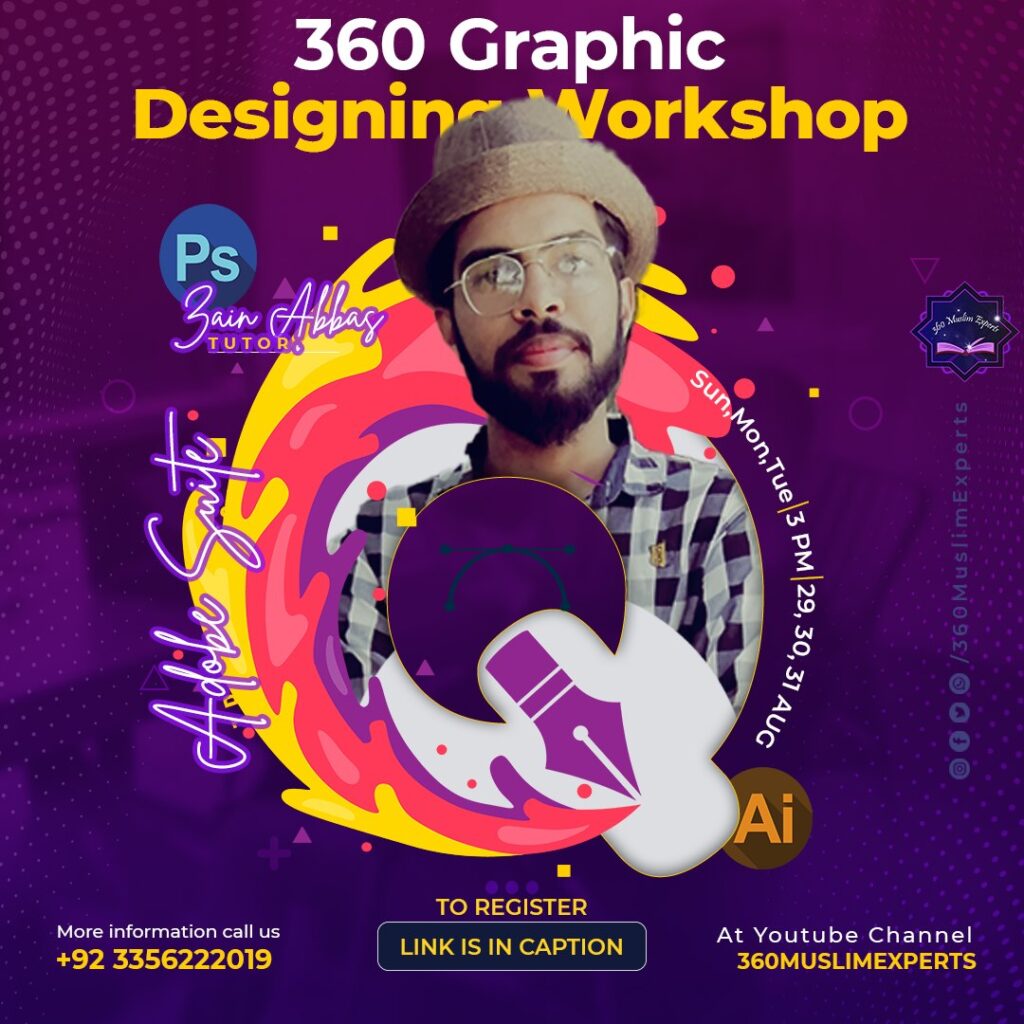 360 Graphic
Designing Workshop
Ps
Zain Abbas
TUTOR
360 Muslim Experts
Sun,Mon,Tue|3 PM|29, 30, 31 AUG
Adobe Suite
/360MuslimExperts
Ai
TO REGISTER
LINK IS IN CAPTION
More information call us
+92 3356222019
At Youtube Channel
360MUSLIMEXPERTS